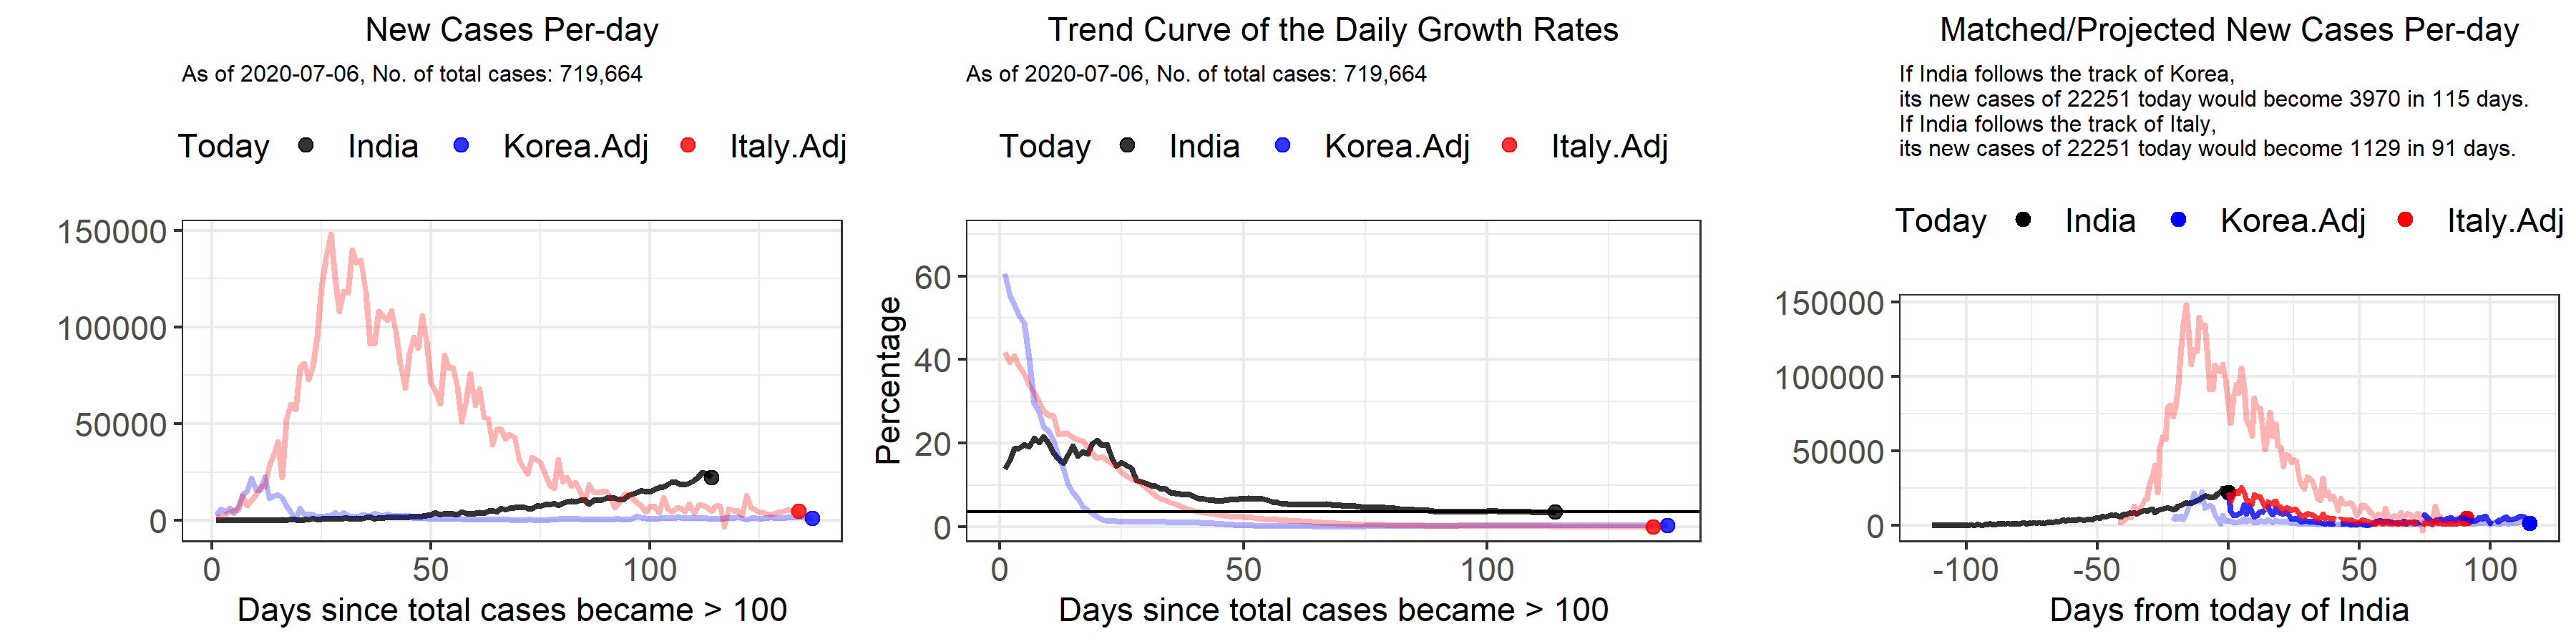 New Cases Per-day
As of 2020-07-06, No. of total cases: 719,664
Today India Korea.Adj Italy.Adj
150000
100000
50000
0
0 50 100
Days since total cases became > 100
Trend Curve of the Daily Growth Rates
As of 2020-07-06, No. of total cases: 719,664
Today India Korea.Adj Italy.Adj
Percentage
60
40
20
0
0 50 100
Days since total cases became > 100
Matched/Projected New Cases Per-day
If India follows the track of Korea,
its new cases of 22251 today would become 3970 in 115 days.
If India follows the track of Italy,
its new cases of 22251 today would become 1129 in 91 days.
Today India Korea.Adj Italy.Adj
150000
100000
50000
0
-100 -50 0 50 100
Days from today of India